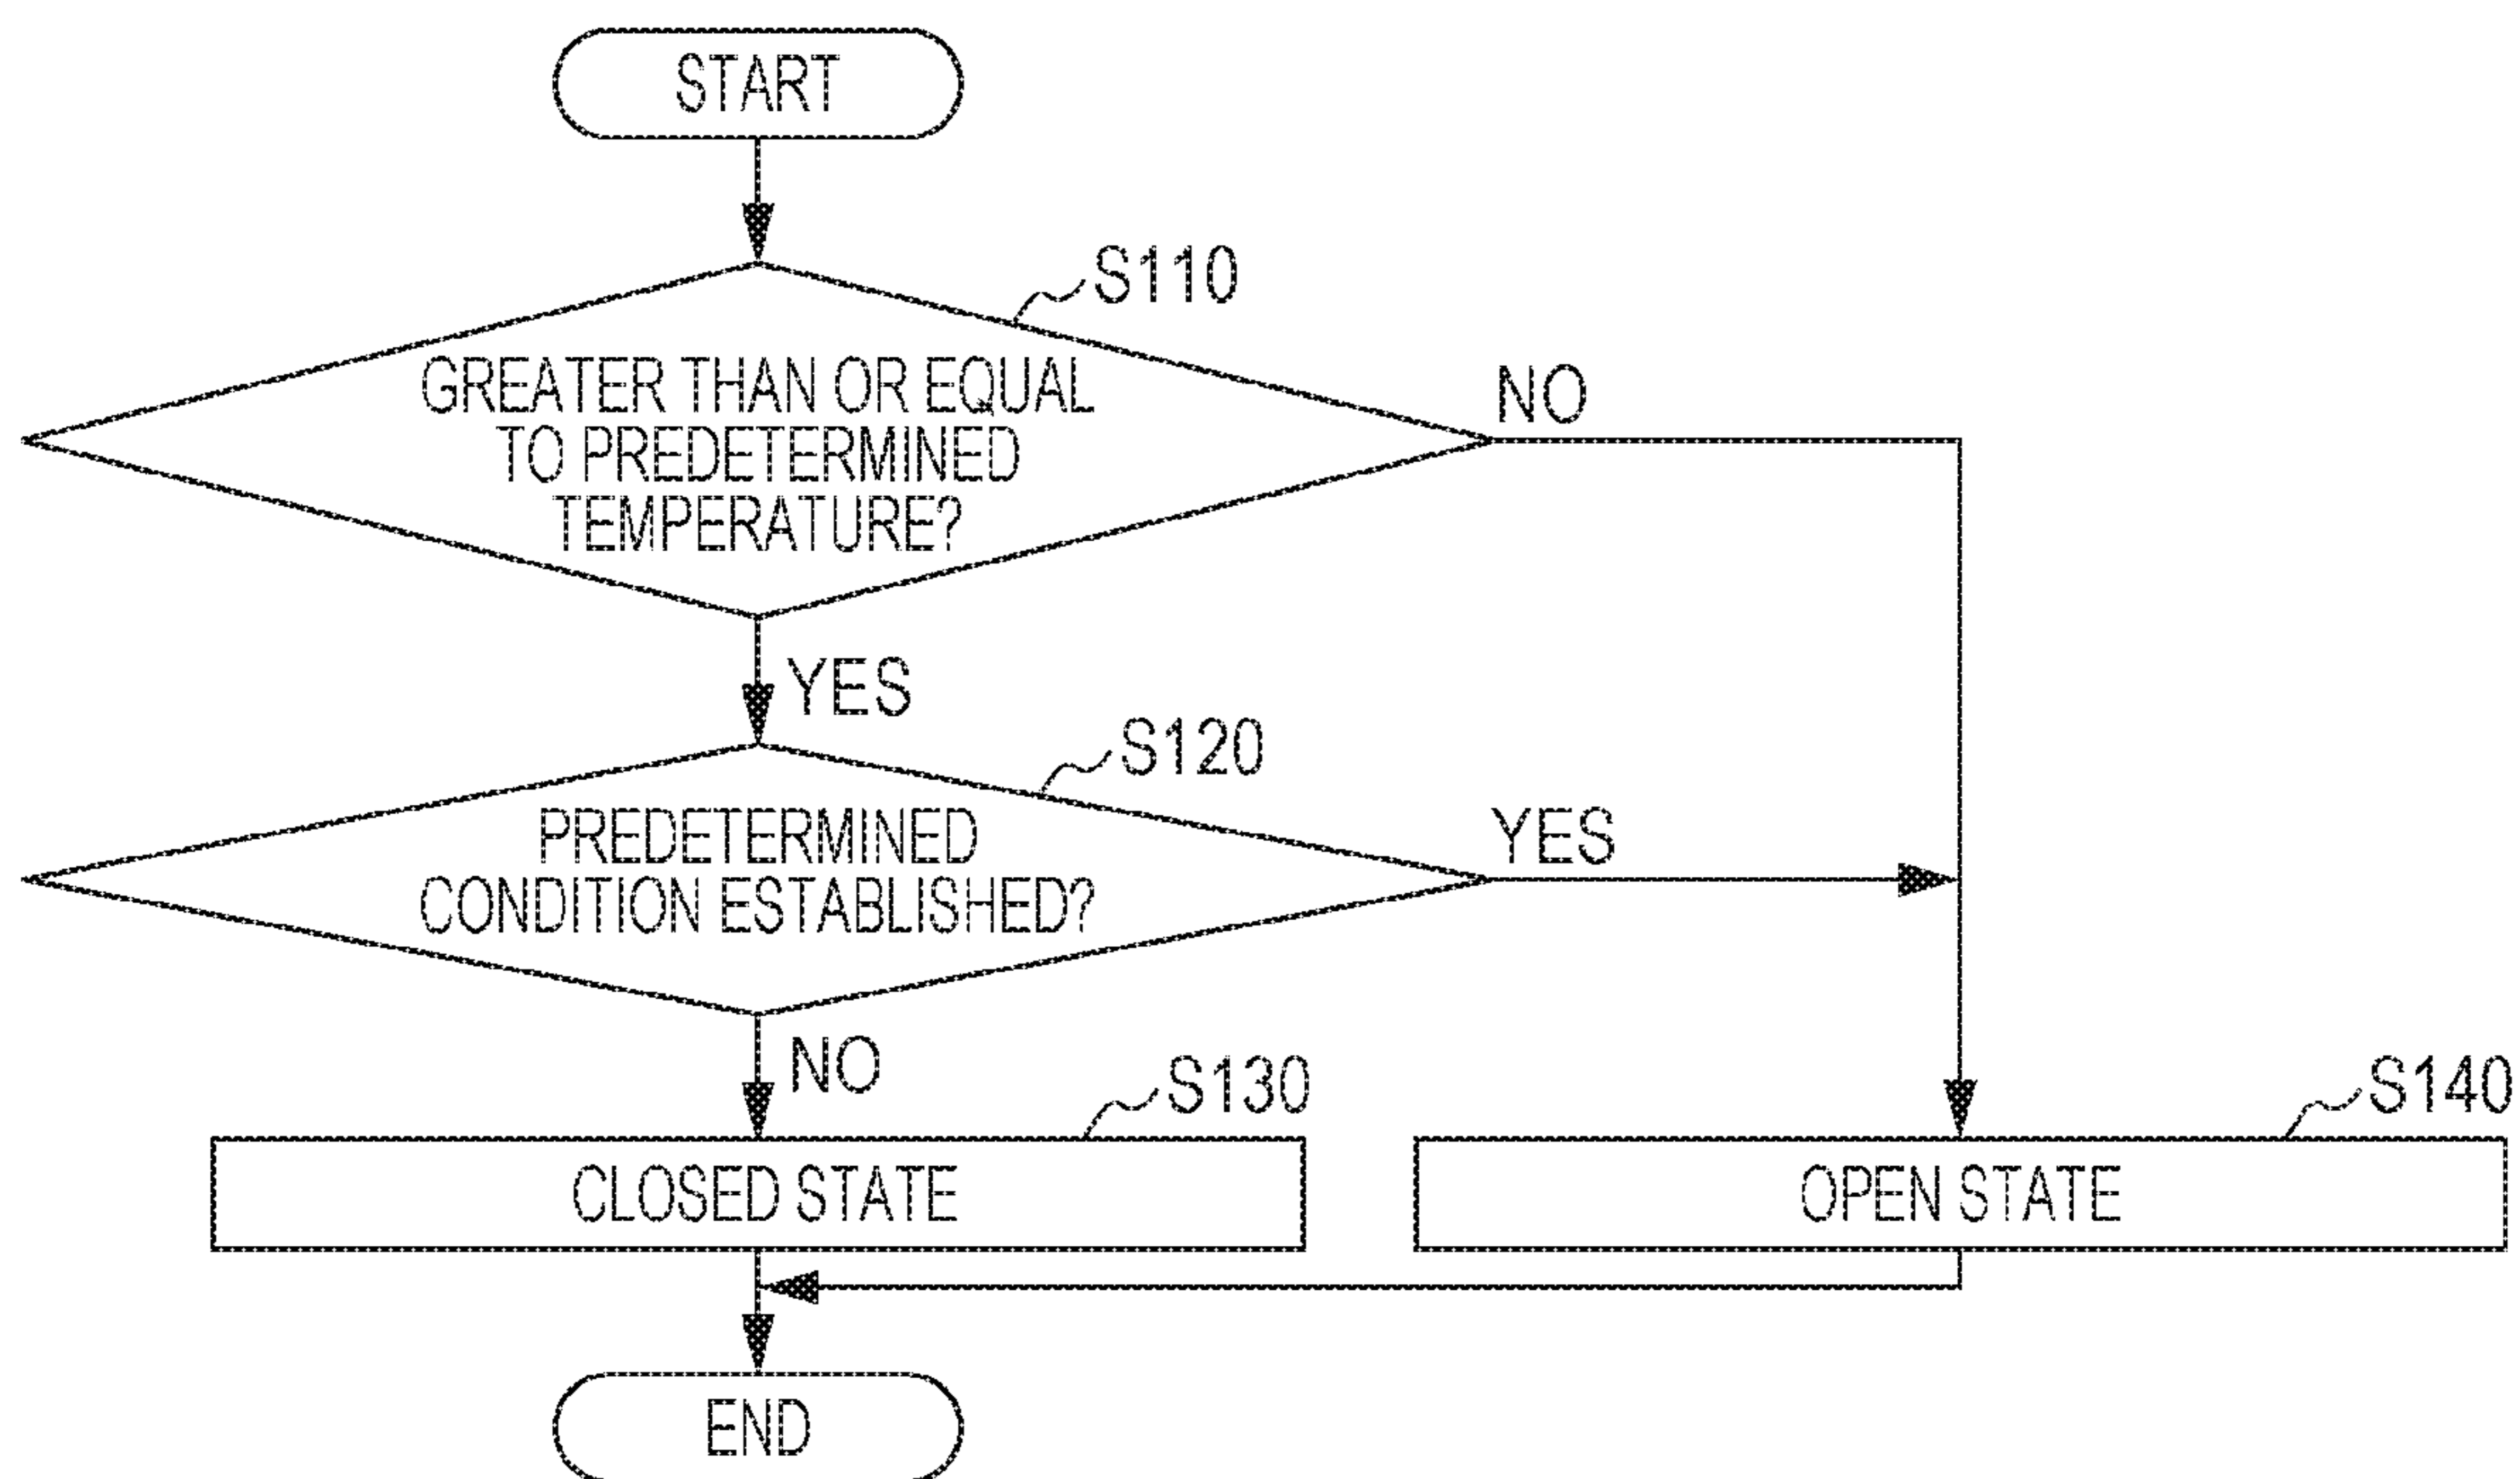 START
S110
GREATER THAN OR EQUAL
TO PREDETERMINED
TEMPERATURE?
NO
YES
S120
PREDETERMINED
CONDITION ESTABLISHED?
YES
NO
S130
S140
CLOSED STATE
OPEN STATE
END